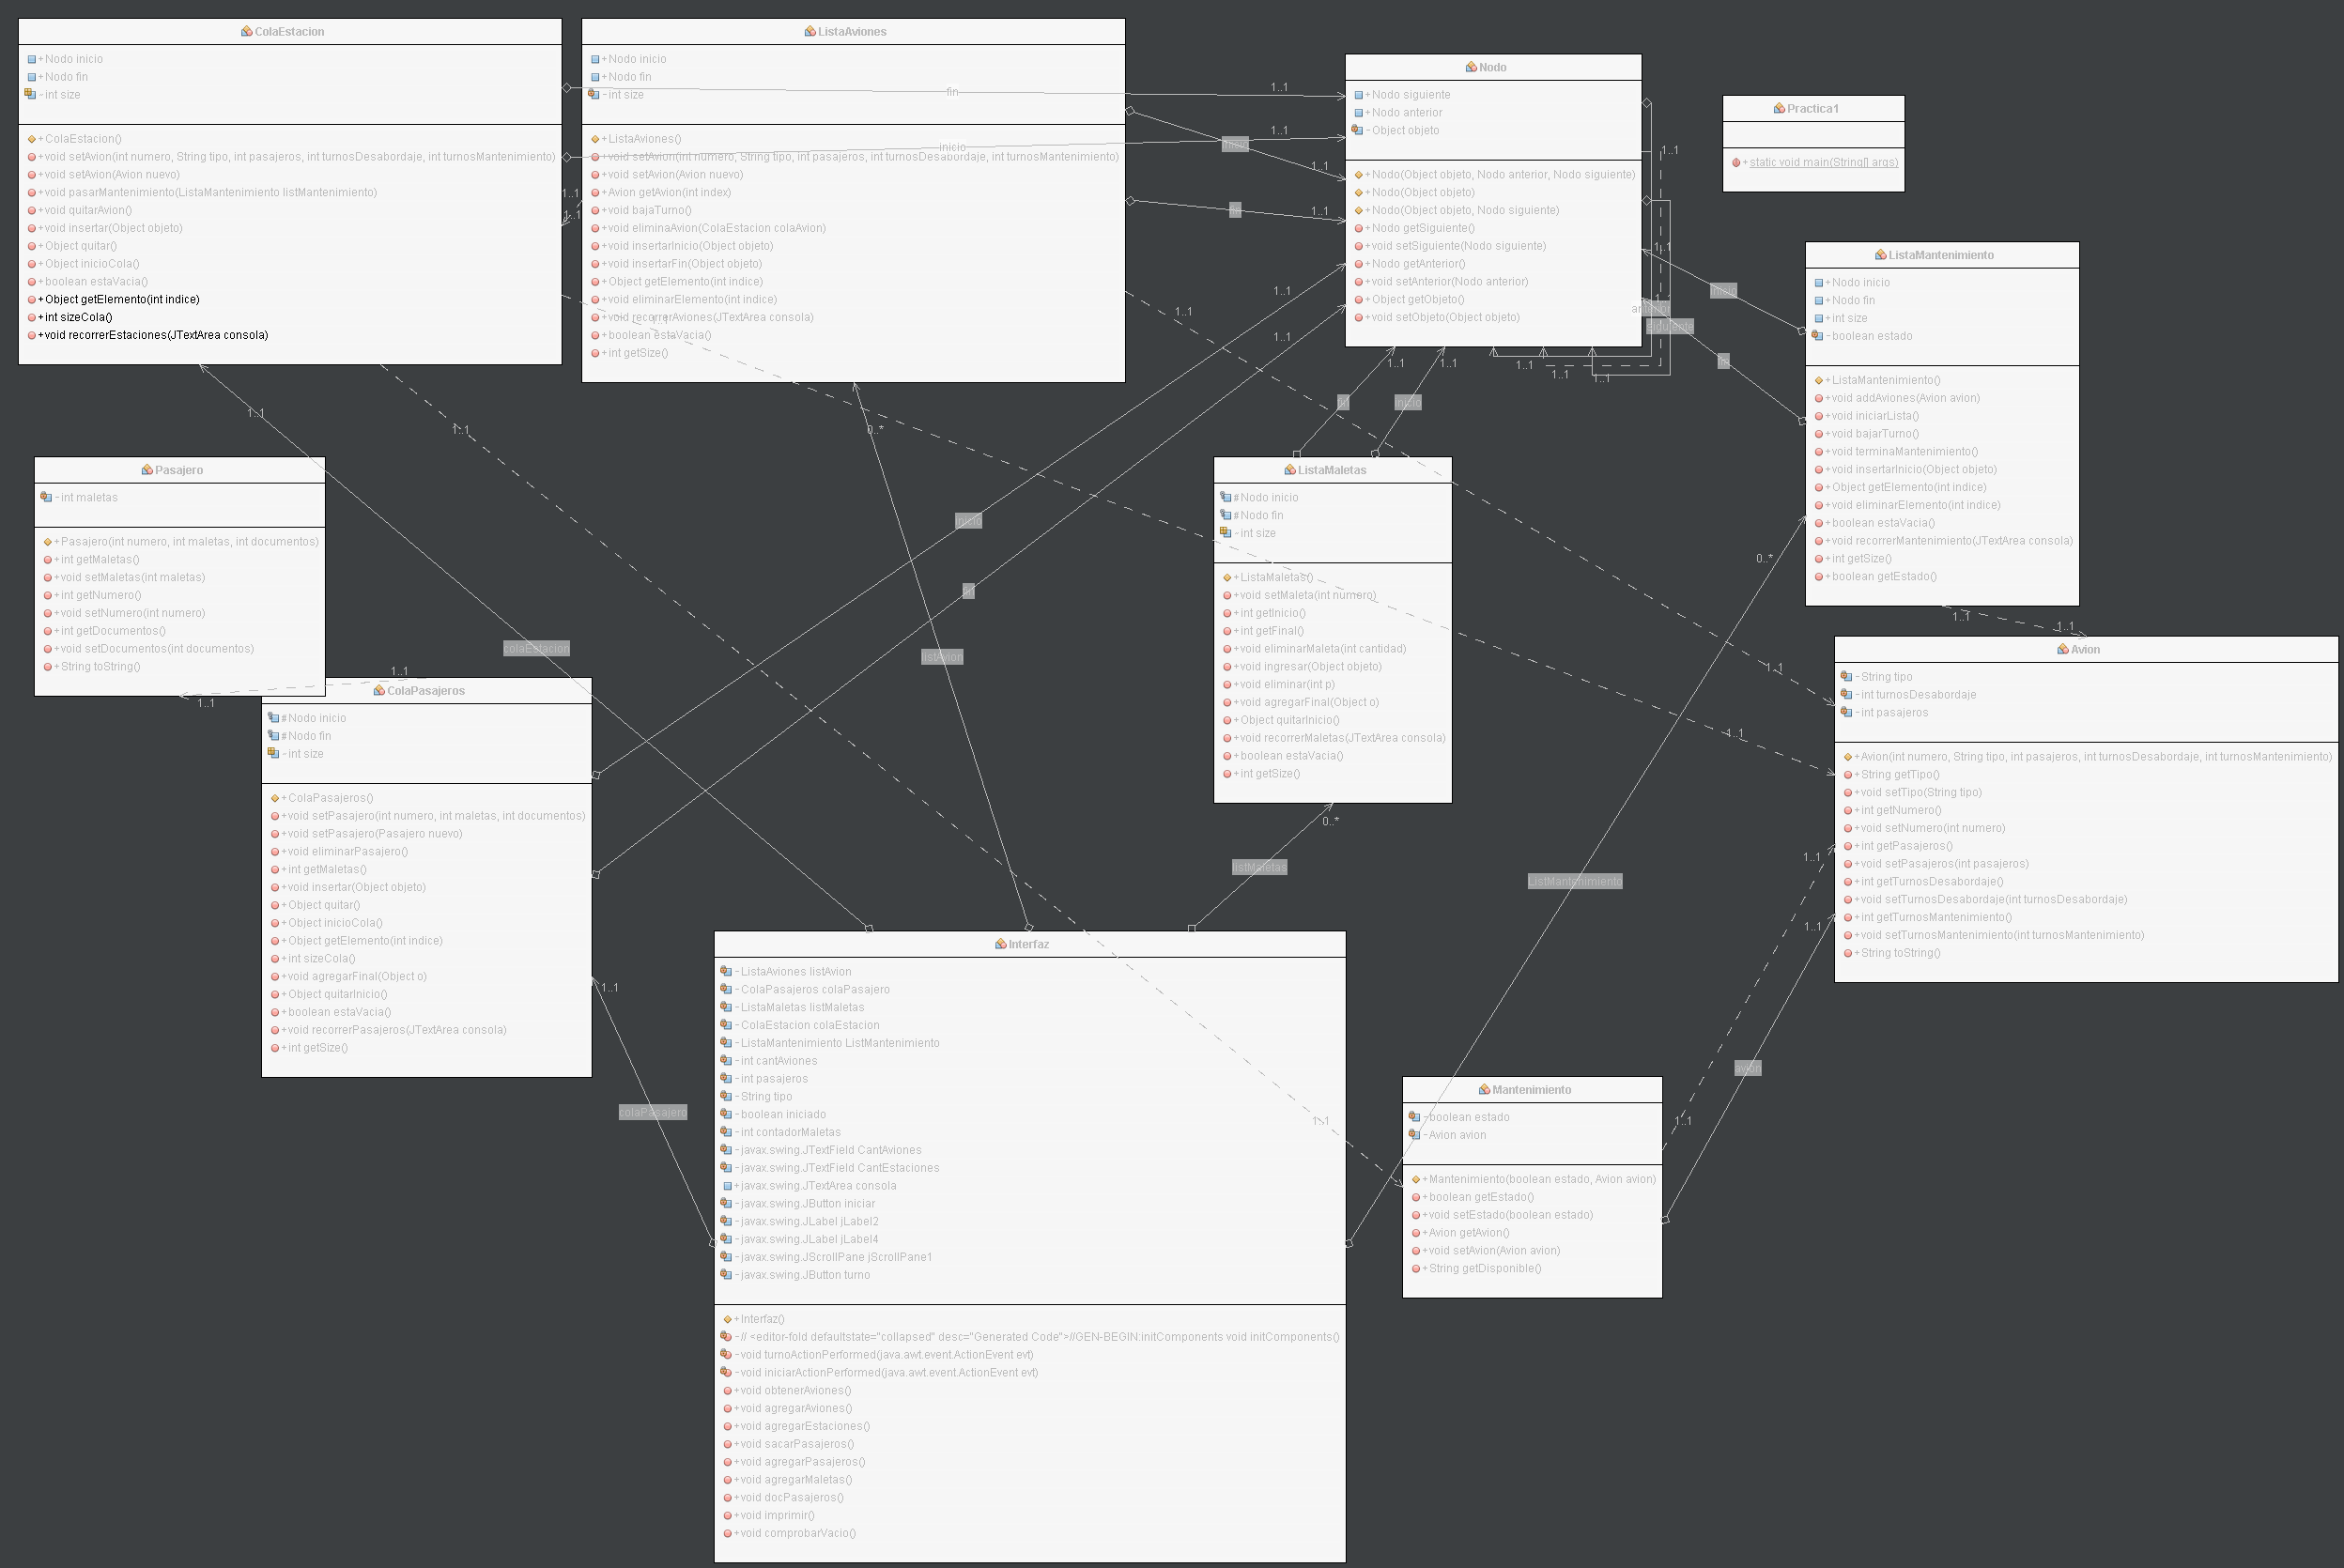 ColaEstacion
+ Nodo inicio
+ Nodo fin
- int size
+ ColaEstacion()
+ void setAvion(int numero, String tipo, int pasajeros, int turnosDesabordaje, int turnosMantenimiento)
+ void setAvion(Avion nuevo)
+ void pasarMantenimiento(ListaMantenimiento listMantenimiento)
+ void quitarAvion()
+ void insertar(Object objeto)
+ Object quitar()
+ Object inicioCola()
+ boolean estaVacia()
+ Object getElemento(int indice)
+ int sizeCola()
+ void recorrerEstaciones(JTextArea consola)
ListaAviones
+ Nodo inicio
+ Nodo fin
- int size
+ ListaAviones()
+ void setAvion(int numero, String tipo, int pasajeros, int turnosDesabordaje, int turnosMantenimiento)
+ void setAvion(Avion nuevo)
+ Avion getAvion(int index)
+ void bajaTurno()
+ void eliminaAvion(ColaEstacion colaAvion)
+ void insertarInicio(Object objeto)
+ void insertarFin(Object objeto)
+ Object getElemento(int indice)
+ void eliminarElemento(int indice)
+ void recorrerAviones(JTextArea consola)
+ boolean estaVacia()
+ int getSize()
fin
inicio
1..1
1..1
1..1
1..1
1..1
1..1
fin
Nodo
+ Nodo siguiente
+ Nodo anterior
- Object objeto
+ Nodo(Object objeto, Nodo anterior, Nodo siguiente)
+ Nodo(Object objeto)
+ Nodo(Object objeto, Nodo siguiente)
+ Nodo getSiguiente()
+ void setSiguiente(Nodo siguiente)
+ Nodo getAnterior()
+ void setAnterior(Nodo anterior)
+ Object getObjeto()
+ void setObjeto(Object objeto)
1..1
1..1
1..1
anterior
siguiente
1..1
1..1
1..1
1..1
1..1
Practica1
+ static void main(String[] args)
ListaMantenimiento
+ Nodo inicio
+ Nodo fin
+ int size
- boolean estado
+ ListaMantenimiento()
+ void addAviones(Avion avion)
+ void iniciarLista()
+ void bajarTurno()
+ void terminaMantenimiento()
+ void insertarInicio(Object objeto)
+ Object getElemento(int indice)
+ void eliminarElemento(int indice)
+ boolean estaVacia()
+ void recorrerMantenimiento(JTextArea consola)
+ int getSize()
+ boolean getEstado()
inicio
fin
1..1
1..1
1..1
1..1
1..1
1..1
1..1
0..*
fin
inicio
Pasajero
- int maletas
+ Pasajero(int numero, int maletas, int documentos)
+ int getMaletas()
+ void setMaletas(int maletas)
+ int getNumero()
+ void setNumero(int numero)
+ int getDocumentos()
+ void setDocumentos(int documentos)
+ String toString()
1..1
1..1
ColaPasajeros
# Nodo inicio
# Nodo fin
- int size
+ ColaPasajeros()
+ void setPasajero(int numero, int maletas, int documentos)
+ void setPasajero(Pasajero nuevo)
+ void eliminarPasajero()
+ int getMaletas()
+ void insertar(Object objeto)
+ Object quitar()
+ Object inicioCola()
+ Object getElemento(int indice)
+ int sizeCola()
+ void agregarFinal(Object o)
+ Object quitarInicio()
+ boolean estaVacia()
+ void recorrerPasajeros(JTextArea consola)
+ int getSize()
inicio
fin
colaEstacion
listAvion
ListaMaletas
# Nodo inicio
# Nodo fin
- int size
+ ListaMaletas()
+ void setMaleta(int numero)
+ int getInicio()
+ int getFinal()
+ void eliminarMaleta(int cantidad)
+ void ingresar(Object objeto)
+ void eliminar(int p)
+ void agregarFinal(Object o)
+ Object quitarInicio()
+ void recorrerMaletas(JTextArea consola)
+ boolean estaVacia()
+ int getSize()
0..*
0..*
listMaletas
ListMantenimiento
1..1
1..1
1..1
1..1
Avion
- String tipo
- int turnosDesabordaje
- int pasajeros
+ Avion(int numero, String tipo, int pasajeros, int turnosDesabordaje, int turnosMantenimiento)
+ String getTipo()
+ void setTipo(String tipo)
+ int getNumero()
+ void setNumero(int numero)
+ int getPasajeros()
+ void setPasajeros(int pasajeros)
+ int getTurnosDesabordaje()
+ void setTurnosDesabordaje(int turnosDesabordaje)
+ int getTurnosMantenimiento()
+ void setTurnosMantenimiento(int turnosMantenimiento)
+ String toString()
1..1
1..1
1..1
avion
Interfaz
- ListaAviones listAvion
- ColaPasajeros colaPasajero
- ListaMaletas listMaletas
- ColaEstacion colaEstacion
- ListaMantenimiento ListMantenimiento
- int cantAviones
- int pasajeros
- String tipo
- boolean iniciado
- int contadorMaletas
- javax.swing.JTextField CantAviones
- javax.swing.JTextField CantEstaciones
+ javax.swing.JTextArea consola
- javax.swing.JButton iniciar
- javax.swing.JLabel jLabel2
- javax.swing.JLabel jLabel4
- javax.swing.JScrollPane jScrollPane1
- javax.swing.JButton turno
+ Interfaz()
- // <editor-fold defaultstate="collapsed" desc="Generated Code">//GEN-BEGIN:initComponents void initComponents()
- void turnoActionPerformed(java.awt.event.ActionEvent evt)
- void iniciarActionPerformed(java.awt.event.ActionEvent evt)
+ void obtenerAviones()
+ void agregarAviones()
+ void agregarEstaciones()
+ void sacarPasajeros()
+ void agregarPasajeros()
+ void agregarMaletas()
+ void docPasajeros()
+ void imprimir()
+ void comprobarVacio()
1..1
colaPasajero
1..1
Mantenimiento
- boolean estado
- Avion avion
+ Mantenimiento(boolean estado, Avion avion)
+ boolean getEstado()
+ void setEstado(boolean estado)
+ Avion getAvion()
+ void setAvion(Avion avion)
+ String getDisponible()